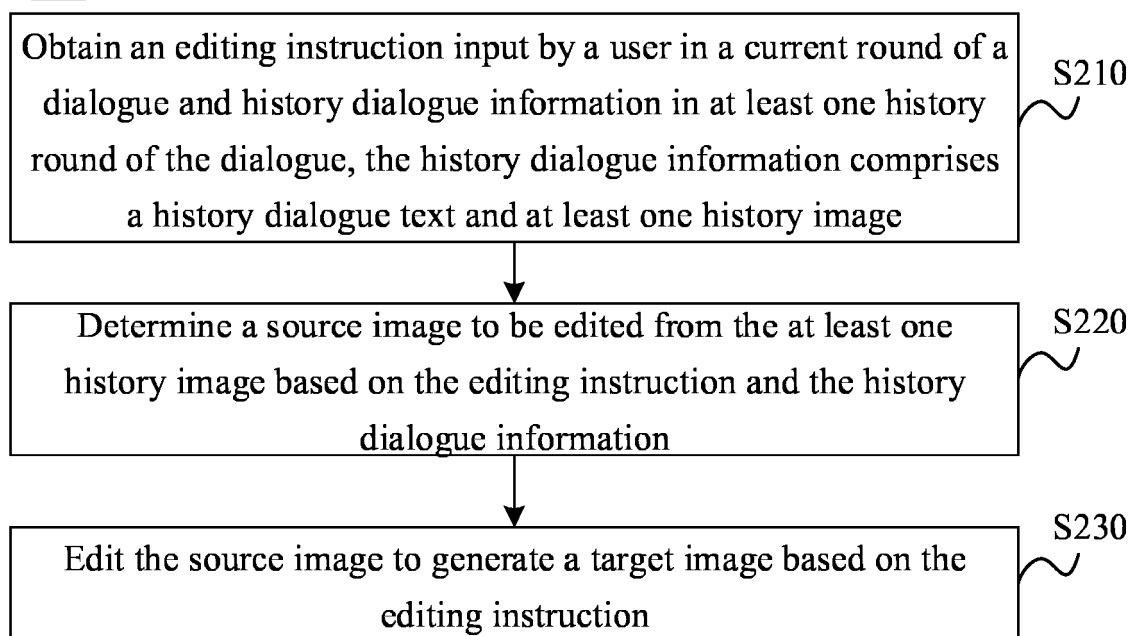 Obtain an editing instruction input by a user in a current round of a
dialogue and history dialogue information in at least one history
round of the dialogue, the history dialogue information comprises
a history dialogue text and at least one history image
S210
Determine a source image to be edited from the at least one
history image based on the editing instruction and the history
dialogue information
S220
Edit the source image to generate a target image based on the
editing instruction
S230